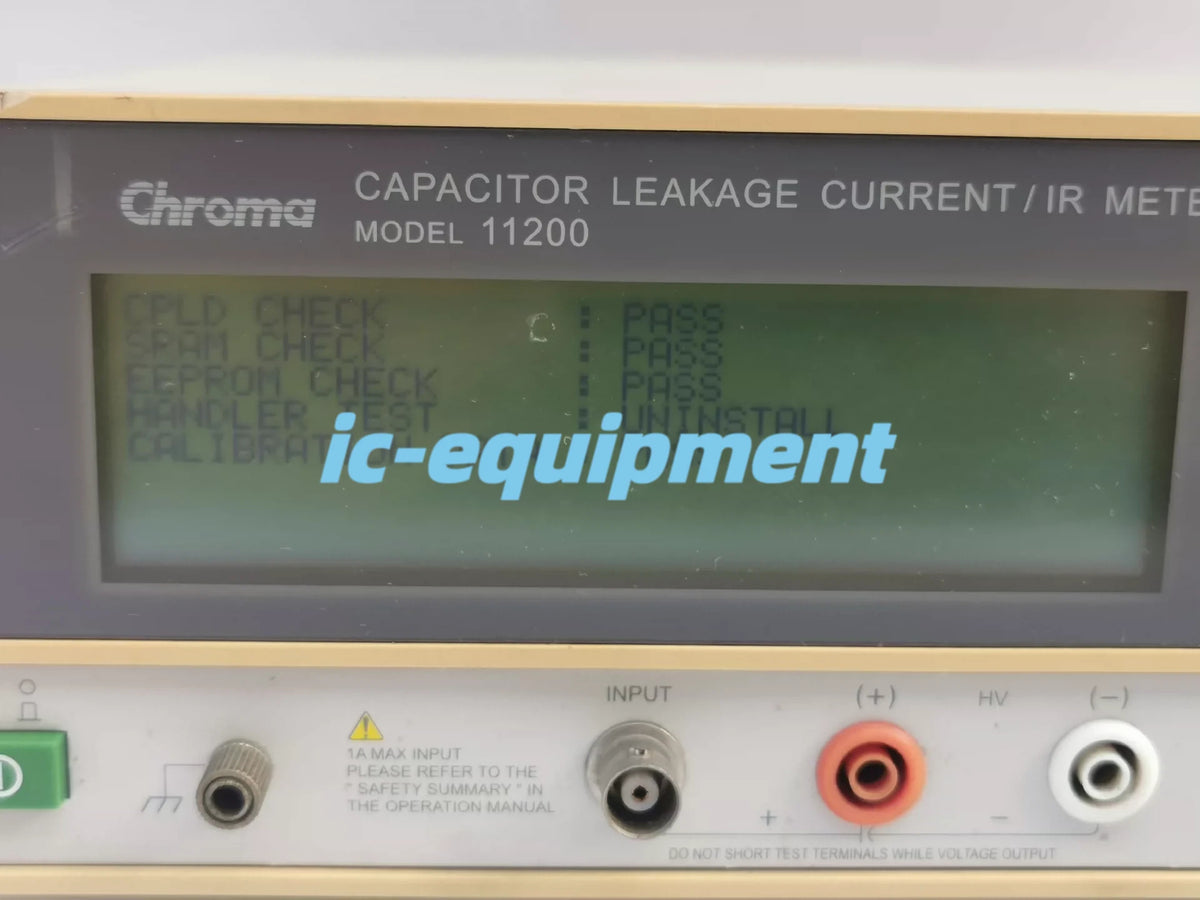 Chroma
CAPACITOR LEAKAGE CURRENT / IR METE
MODEL 11200
CPLD CHECK : PASS
SRAM CHECK : PASS
EEPROM CHECK : PASS
HANDLER TEST : UNINSTALL
ic-equipment
INPUT
(+) HV (−)
1A MAX INPUT
PLEASE REFER TO THE
" SAFETY SUMMARY " IN
THE OPERATION MANUAL
+ −
DO NOT SHORT TEST TERMINALS WHILE VOLTAGE OUTPUT